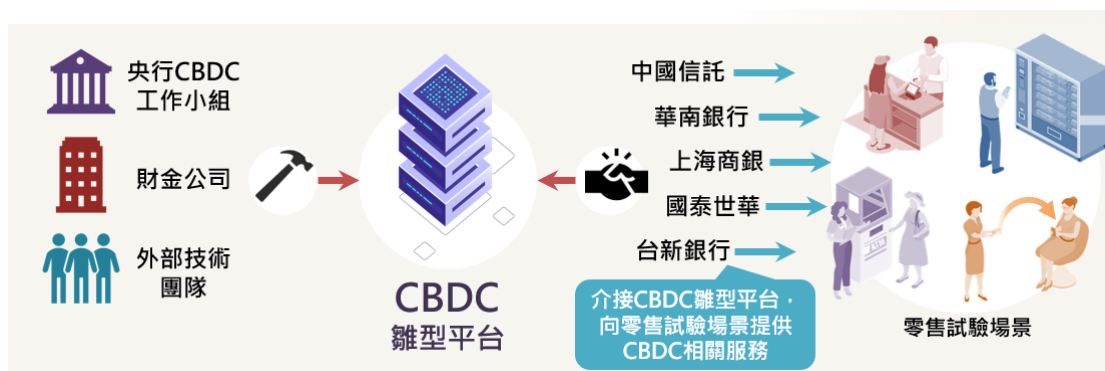 央行CBDC
工作小組
財金公司
外部技術
團隊
CBDC
雛型平台
中國信託
華南銀行
上海商銀
國泰世華
台新銀行
介接CBDC雛型平台，
向零售試驗場景提供
CBDC相關服務
零售試驗場景